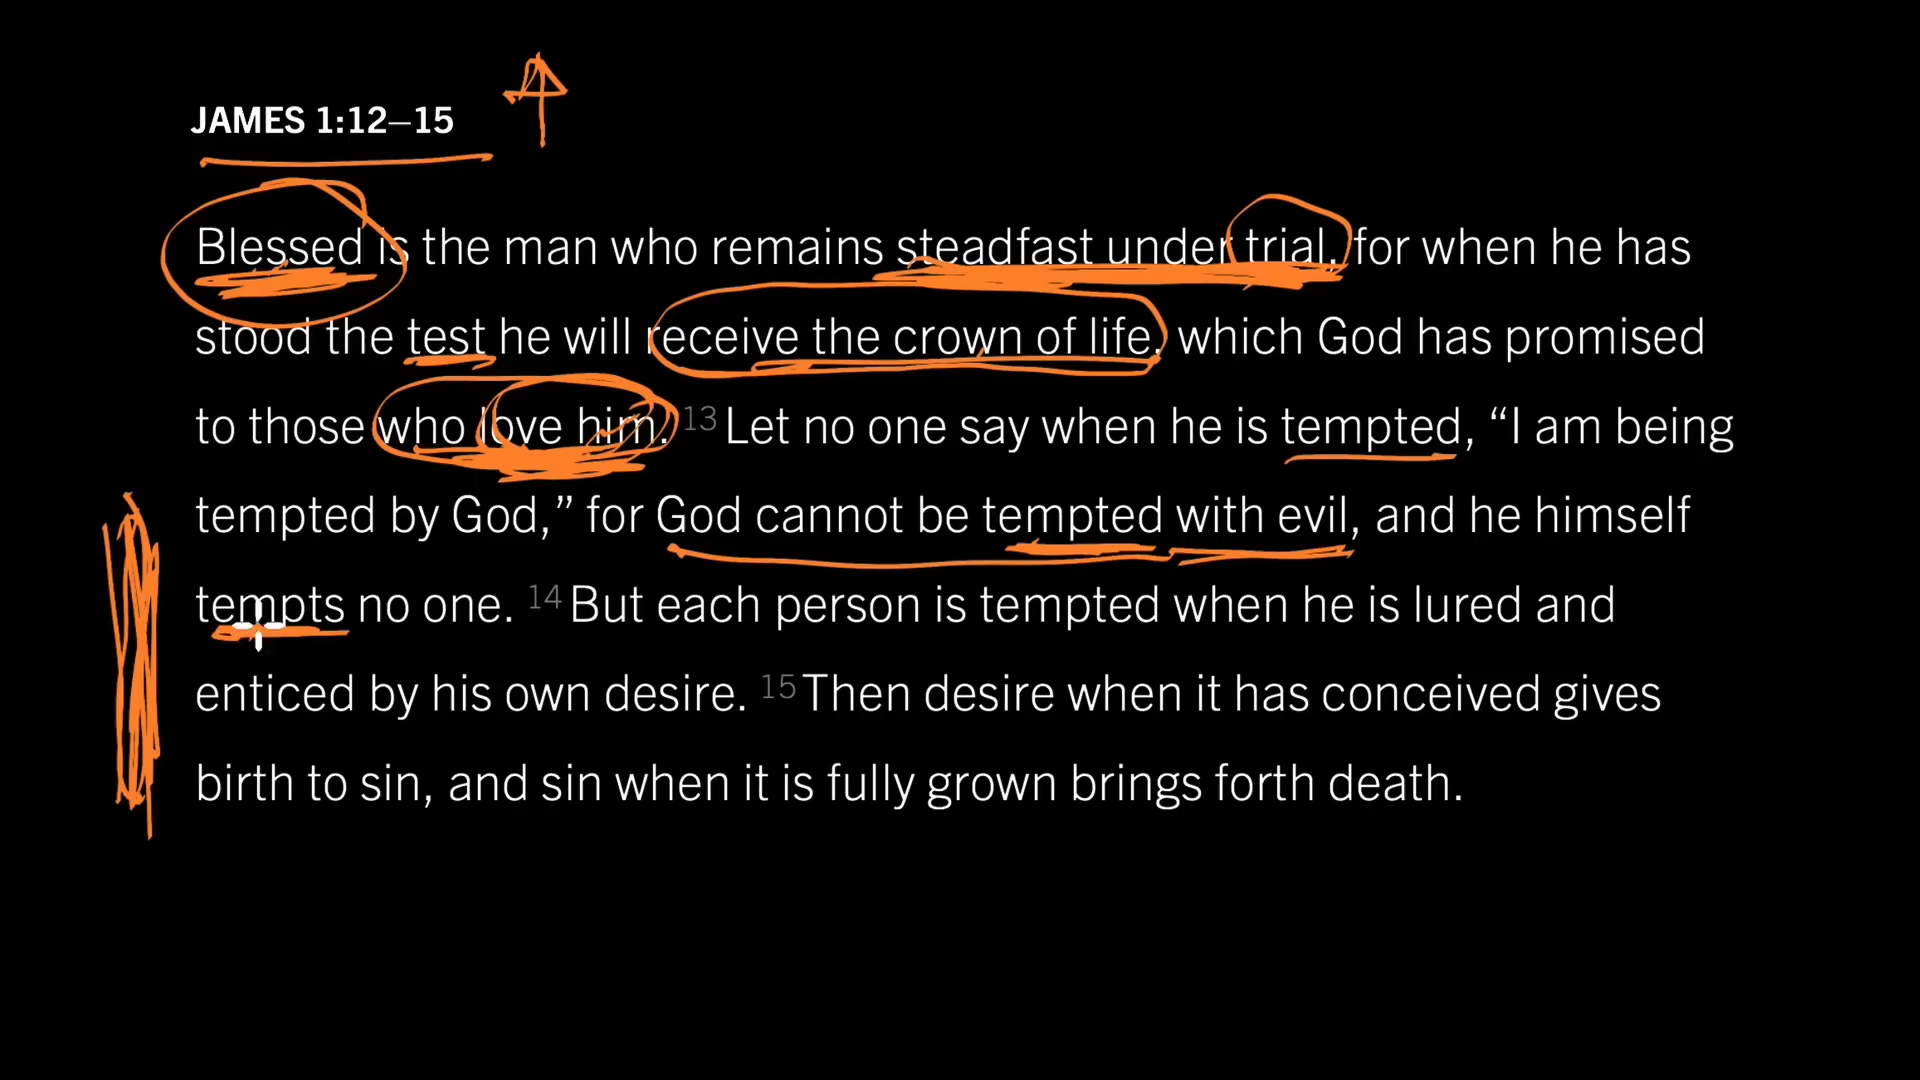 JAMES 1:12–15
Blessed is the man who remains steadfast under trial, for when he has
stood the test he will receive the crown of life, which God has promised
to those who love him. 13 Let no one say when he is tempted, “I am being
tempted by God,” for God cannot be tempted with evil, and he himself
tempts no one. 14 But each person is tempted when he is lured and
enticed by his own desire. 15 Then desire when it has conceived gives
birth to sin, and sin when it is fully grown brings forth death.